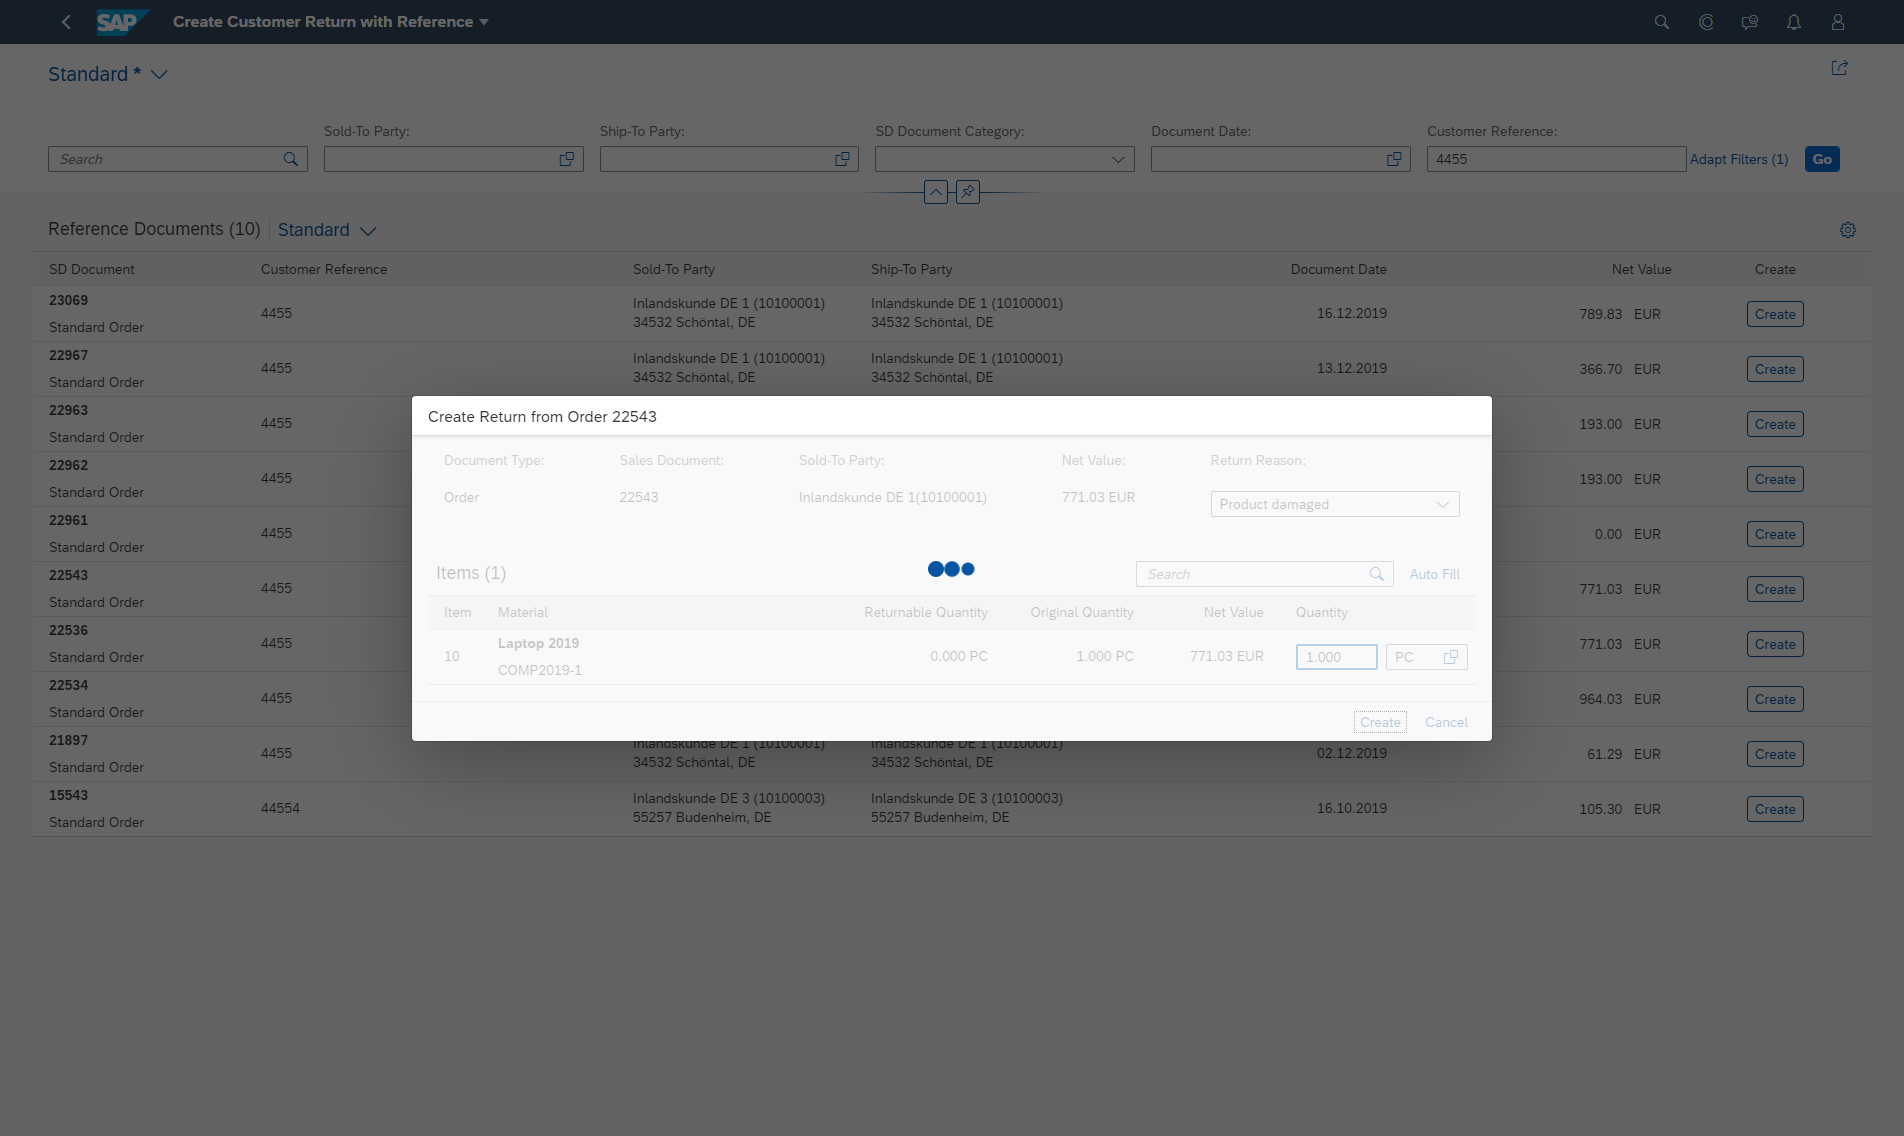 SAP Create Customer Return with Reference
Standard *
Sold-To Party: Ship-To Party: SD Document Category: Document Date: Customer Reference:
Search 4455 Adapt Filters (1) Go
Reference Documents (10) Standard
SD Document Customer Reference Sold-To Party Ship-To Party Document Date Net Value Create
23069
Standard Order
4455
Inlandskunde DE 1 (10100001)
34532 Schöntal, DE
Inlandskunde DE 1 (10100001)
34532 Schöntal, DE
16.12.2019
789.83 EUR
Create
22967
Standard Order
4455
Inlandskunde DE 1 (10100001)
34532 Schöntal, DE
Inlandskunde DE 1 (10100001)
34532 Schöntal, DE
13.12.2019
366.70 EUR
Create
22963
Standard Order
4455
193.00 EUR
Create
22962
Standard Order
4455
193.00 EUR
Create
22961
Standard Order
4455
0.00 EUR
Create
22543
Standard Order
4455
771.03 EUR
Create
22536
Standard Order
4455
771.03 EUR
Create
22534
Standard Order
4455
964.03 EUR
Create
21897
Standard Order
4455
Inlandskunde DE 1 (10100001)
34532 Schöntal, DE
Inlandskunde DE 1 (10100001)
34532 Schöntal, DE
02.12.2019
61.29 EUR
Create
15543
Standard Order
44554
Inlandskunde DE 3 (10100003)
55257 Budenheim, DE
Inlandskunde DE 3 (10100003)
55257 Budenheim, DE
16.10.2019
105.30 EUR
Create
Create Return from Order 22543
Document Type: Sales Document: Sold-To Party: Net Value: Return Reason:
Order 22543 Inlandskunde DE 1(10100001) 771.03 EUR Product damaged
Items (1) Search Auto Fill
Item Material Returnable Quantity Original Quantity Net Value Quantity
10
Laptop 2019
COMP2019-1
0.000 PC 1.000 PC 771.03 EUR 1.000 PC
Create Cancel